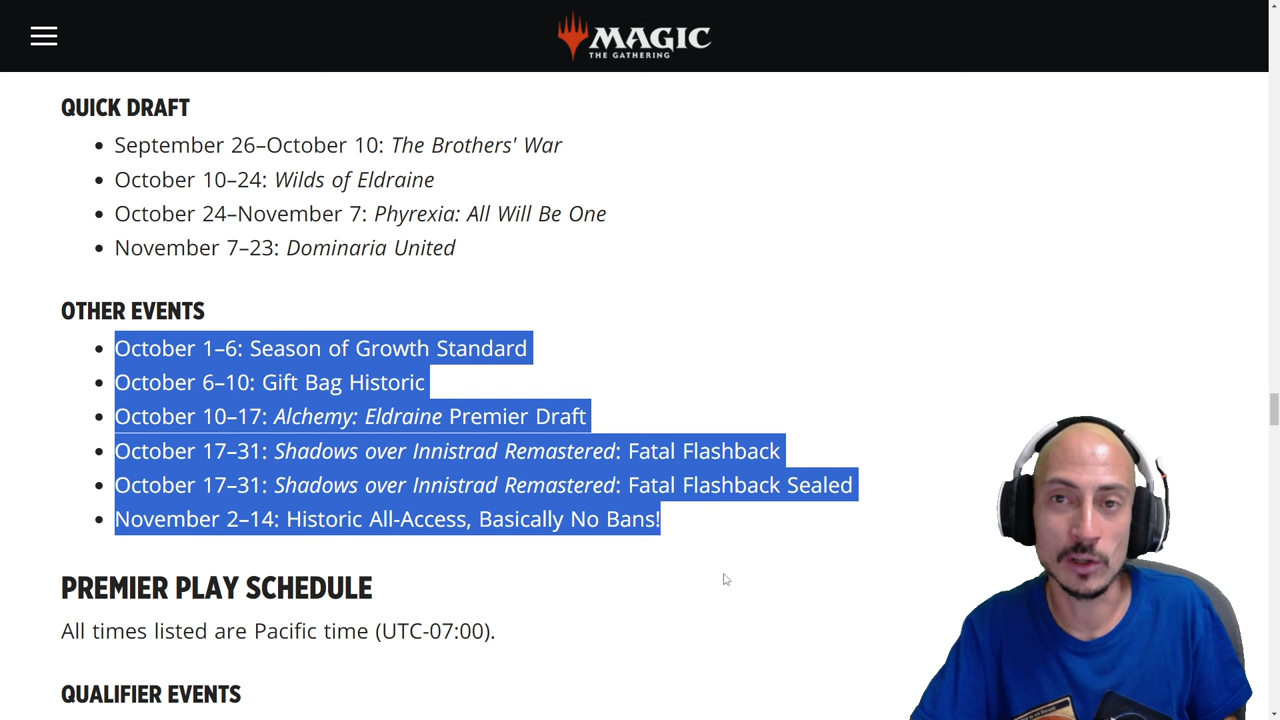 MAGIC
THE GATHERING
QUICK DRAFT
September 26–October 10: The Brothers' War
October 10–24: Wilds of Eldraine
October 24–November 7: Phyrexia: All Will Be One
November 7–23: Dominaria United
OTHER EVENTS
October 1–6: Season of Growth Standard
October 6–10: Gift Bag Historic
October 10–17: Alchemy: Eldraine Premier Draft
October 17–31: Shadows over Innistrad Remastered: Fatal Flashback
October 17–31: Shadows over Innistrad Remastered: Fatal Flashback Sealed
November 2–14: Historic All-Access, Basically No Bans!
PREMIER PLAY SCHEDULE
All times listed are Pacific time (UTC-07:00).
QUALIFIER EVENTS